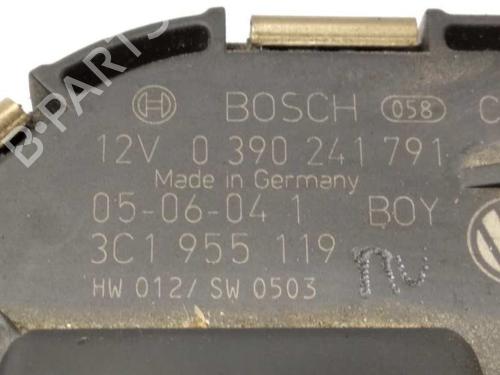 BOSCH 058 C
12V 0 390 241 791
Made in Germany
05-06-04 1 BOY
3C1 955 119
HW 012/ SW 0503
B-PARTS